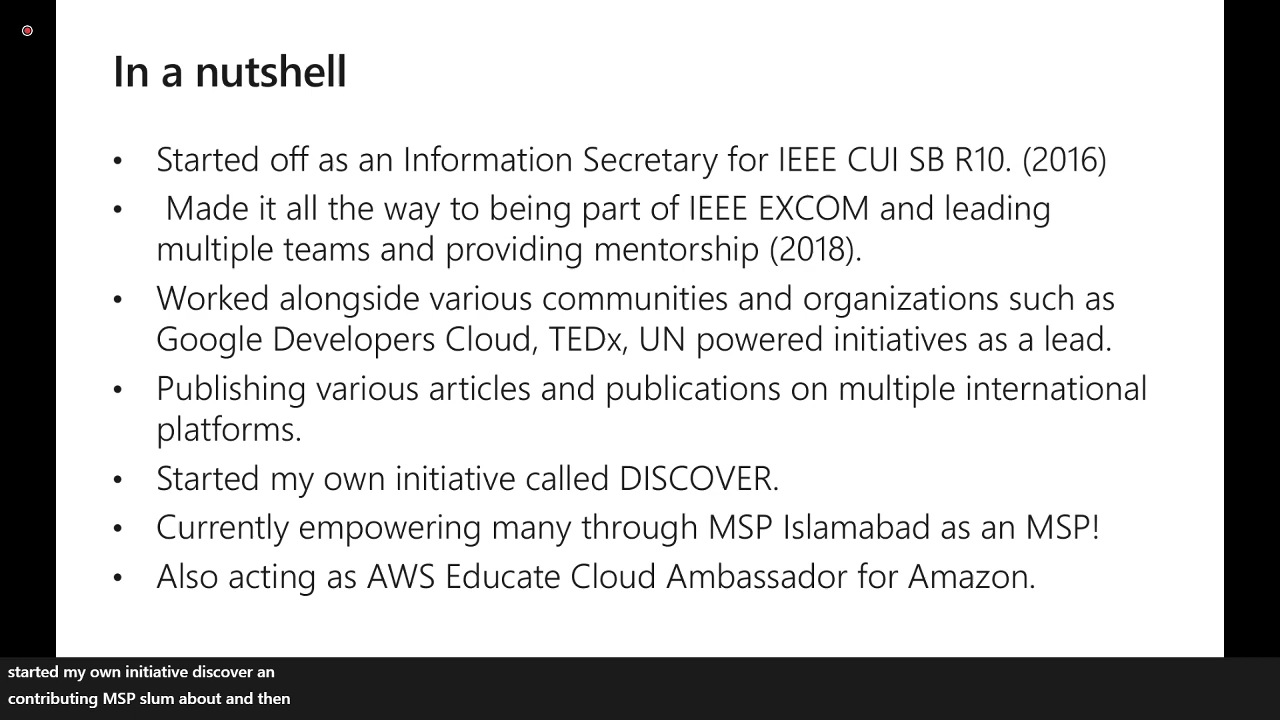 In a nutshell
• Started off as an Information Secretary for IEEE CUI SB R10. (2016)
• Made it all the way to being part of IEEE EXCOM and leading
multiple teams and providing mentorship (2018).
• Worked alongside various communities and organizations such as
Google Developers Cloud, TEDx, UN powered initiatives as a lead.
• Publishing various articles and publications on multiple international
platforms.
• Started my own initiative called DISCOVER.
• Currently empowering many through MSP Islamabad as an MSP!
• Also acting as AWS Educate Cloud Ambassador for Amazon.
started my own initiative discover an
contributing MSP slum about and then